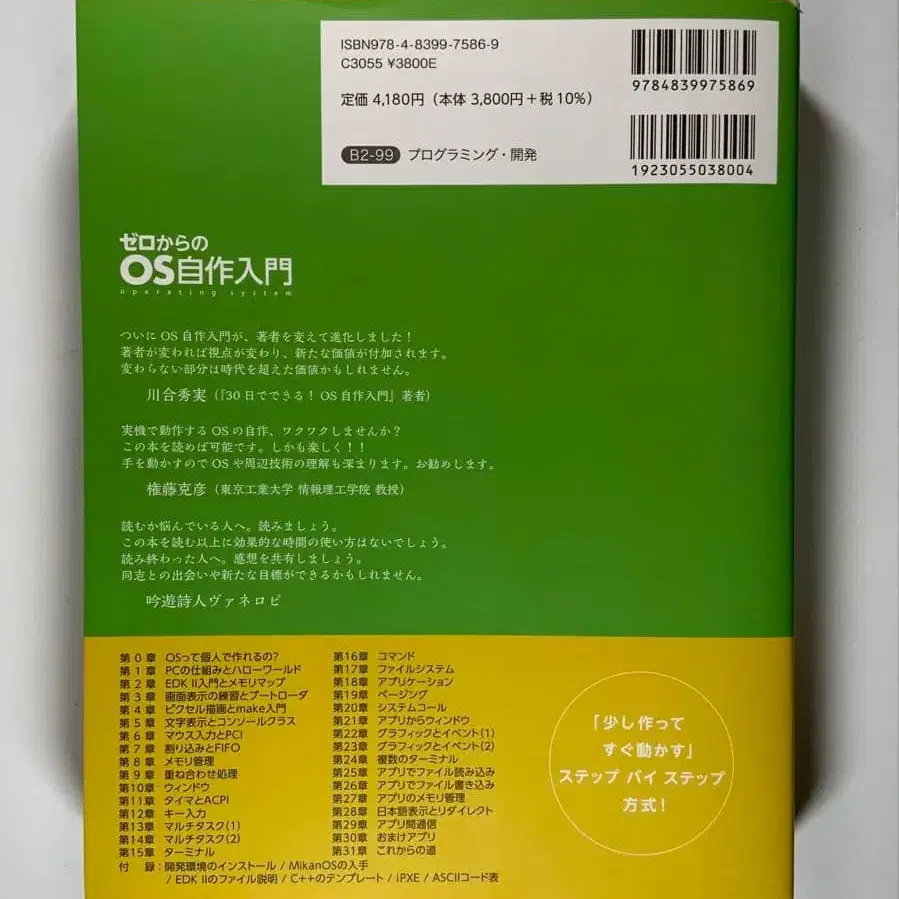 ISBN978-4-8399-7586-9
C3055 ¥3800E
定価 4,180円（本体 3,800円＋税 10%）
B2-99 プログラミング・開発
9784839975869
1923055038004
ゼロからの
OS自作入門
operating system
ついに OS 自作入門が、著者を変えて進化しました！
著者が変われば視点が変わり、新たな価値が付加されます。
変わらない部分は時代を超えた価値かもしれません。
川合秀実（『30日でできる！ OS 自作入門』著者）
実機で動作する OS の自作、ワクワクしませんか？
この本を読めば可能です。しかも楽しく！！
手を動かすので OS や周辺技術の理解も深まります。お勧めします。
権藤克彦（東京工業大学 情報理工学院 教授）
読むか悩んでいる人へ。読みましょう。
この本を読む以上に効果的な時間の使い方はないでしょう。
読み終わった人へ。感想を共有しましょう。
同志との出会いや新たな目標ができるかもしれません。
吟遊詩人ヴァネロピ
第 0 章 OSって個人で作れるの?
第 1 章 PCの仕組みとハローワールド
第 2 章 EDK II入門とメモリマップ
第 3 章 画面表示の練習とブートローダ
第 4 章 ピクセル描画とmake入門
第 5 章 文字表示とコンソールクラス
第 6 章 マウス入力とPCI
第 7 章 割り込みとFIFO
第 8 章 メモリ管理
第 9 章 重ね合わせ処理
第10章 ウィンドウ
第11章 タイマとACPI
第12章 キー入力
第13章 マルチタスク(1)
第14章 マルチタスク(2)
第15章 ターミナル
第16章 コマンド
第17章 ファイルシステム
第18章 アプリケーション
第19章 ページング
第20章 システムコール
第21章 アプリからウィンドウ
第22章 グラフィックとイベント(1)
第23章 グラフィックとイベント(2)
第24章 複数のターミナル
第25章 アプリでファイル読み込み
第26章 アプリでファイル書き込み
第27章 アプリのメモリ管理
第28章 日本語表示とリダイレクト
第29章 アプリ間通信
第30章 おまけアプリ
第31章 これからの道
付 録：開発環境のインストール / MikanOSの入手
/ EDK IIのファイル説明 / C++のテンプレート / iPXE / ASCIIコード表
「少し作って
すぐ動かす」
ステップ バイ ステップ
方式！